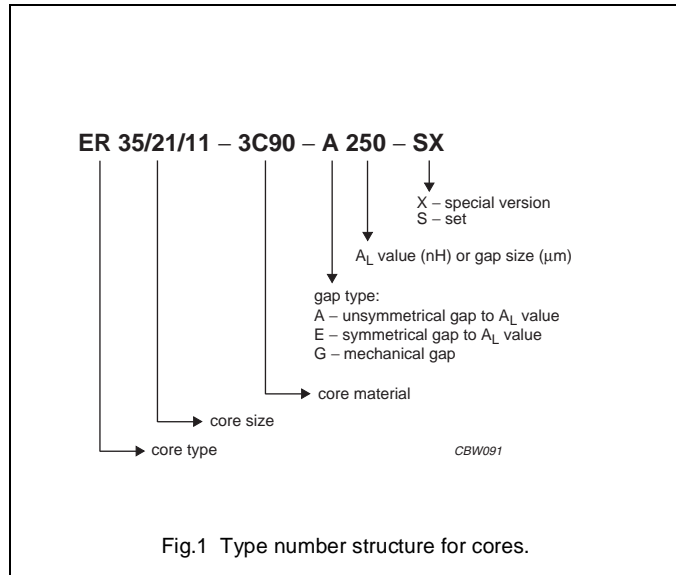 ER 35/21/11 – 3C90 – A 250 – SX
X – special version
S – set
AL value (nH) or gap size (μm)
gap type:
A – unsymmetrical gap to AL value
E – symmetrical gap to AL value
G – mechanical gap
core material
core size
core type
CBW091
Fig.1 Type number structure for cores.